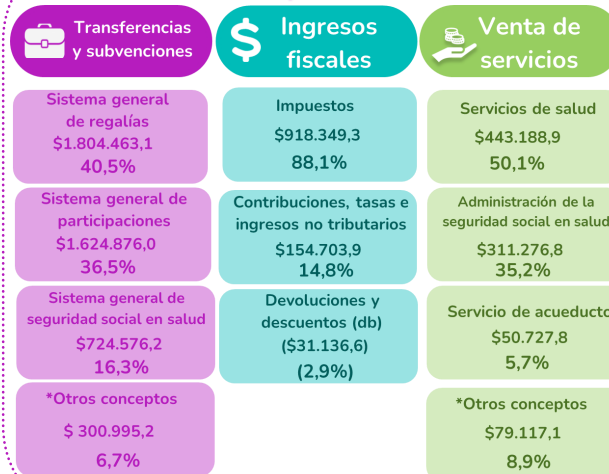 Transferencias
y subvenciones
Sistema general
de regalías
$1.804.463,1
40,5%
Sistema general de
participaciones
$1.624.876,0
36,5%
Sistema general de
seguridad social en salud
$724.576,2
16,3%
*Otros conceptos
$ 300.995,2
6,7%
Ingresos
fiscales
Impuestos
$918.349,3
88,1%
Contribuciones, tasas e
ingresos no tributarios
$154.703,9
14,8%
Devoluciones y
descuentos (db)
($31.136,6)
(2,9%)
Venta de
servicios
Servicios de salud
$443.188,9
50,1%
Administración de la
seguridad social en salud
$311.276,8
35,2%
Servicio de acueducto
$50.727,8
5,7%
*Otros conceptos
$79.117,1
8,9%